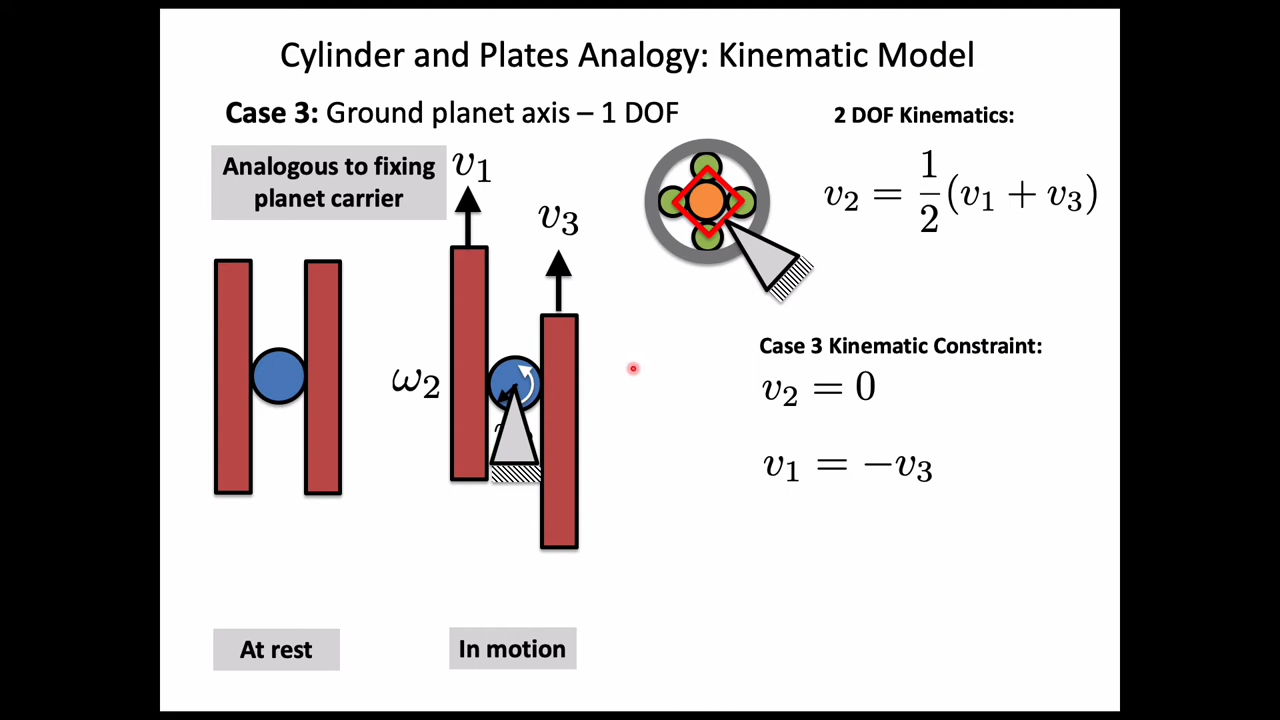 Cylinder and Plates Analogy: Kinematic Model
Case 3: Ground planet axis – 1 DOF
2 DOF Kinematics:
Analogous to fixing
planet carrier
v₁
v₃
v₂ = 1/2(v₁ + v₃)
Case 3 Kinematic Constraint:
ω₂
v₂ = 0
v₁ = −v₃
At rest
In motion